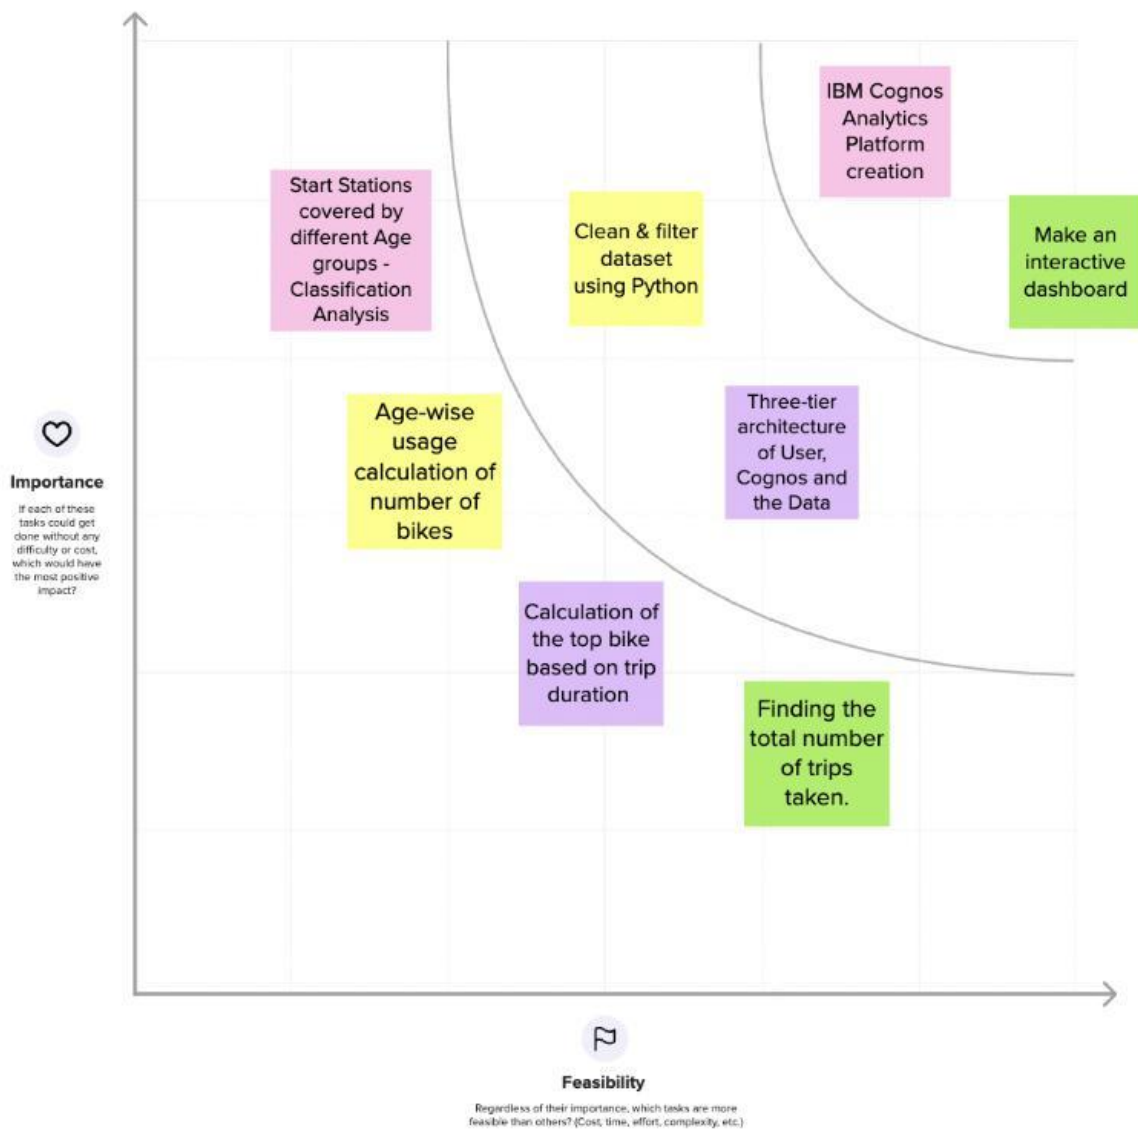 IBM Cognos
Analytics
Platform
creation
Start Stations
covered by
different Age
groups -
Classification
Analysis
Clean & filter
dataset
using Python
Make an
interactive
dashboard
Age-wise
usage
calculation of
number of
bikes
Three-tier
architecture
of User,
Cognos and
the Data
Importance
If each of these
tasks could get
done without any
difficulty or cost,
which would have
the most positive
impact?
Calculation of
the top bike
based on trip
duration
Finding the
total number
of trips
taken.
Feasibility
Regardless of their importance, which tasks are more
feasible than others? (Cost, time, effort, complexity, etc.)